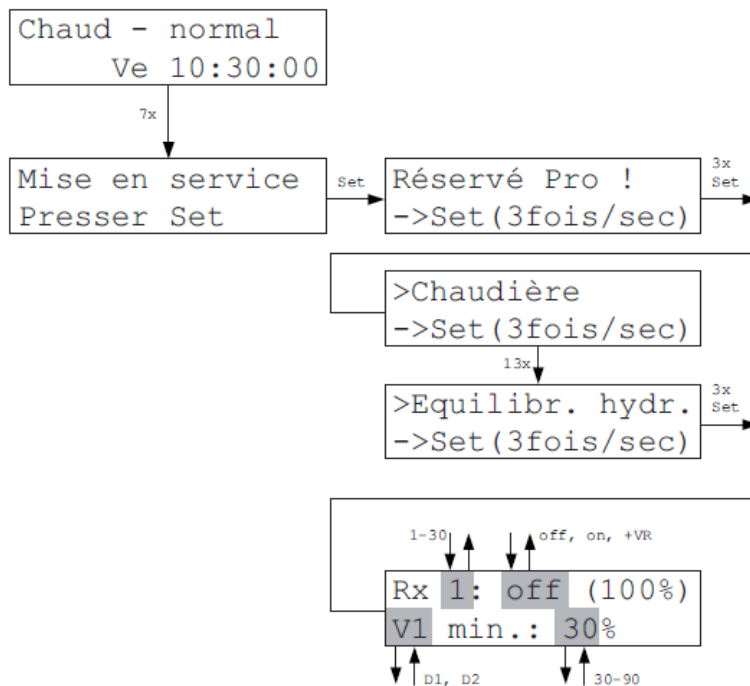 Chaud - normal
Ve 10:30:00
7x
Mise en service
Presser Set
Set
Réservé Pro !
->Set(3fois/sec)
3x
Set
>Chaudière
->Set(3fois/sec)
13x
>Equilibr. hydr.
->Set(3fois/sec)
3x
Set
1-30
off, on, +VR
Rx 1: off (100%)
V1 min.: 30%
D1, D2
30-90